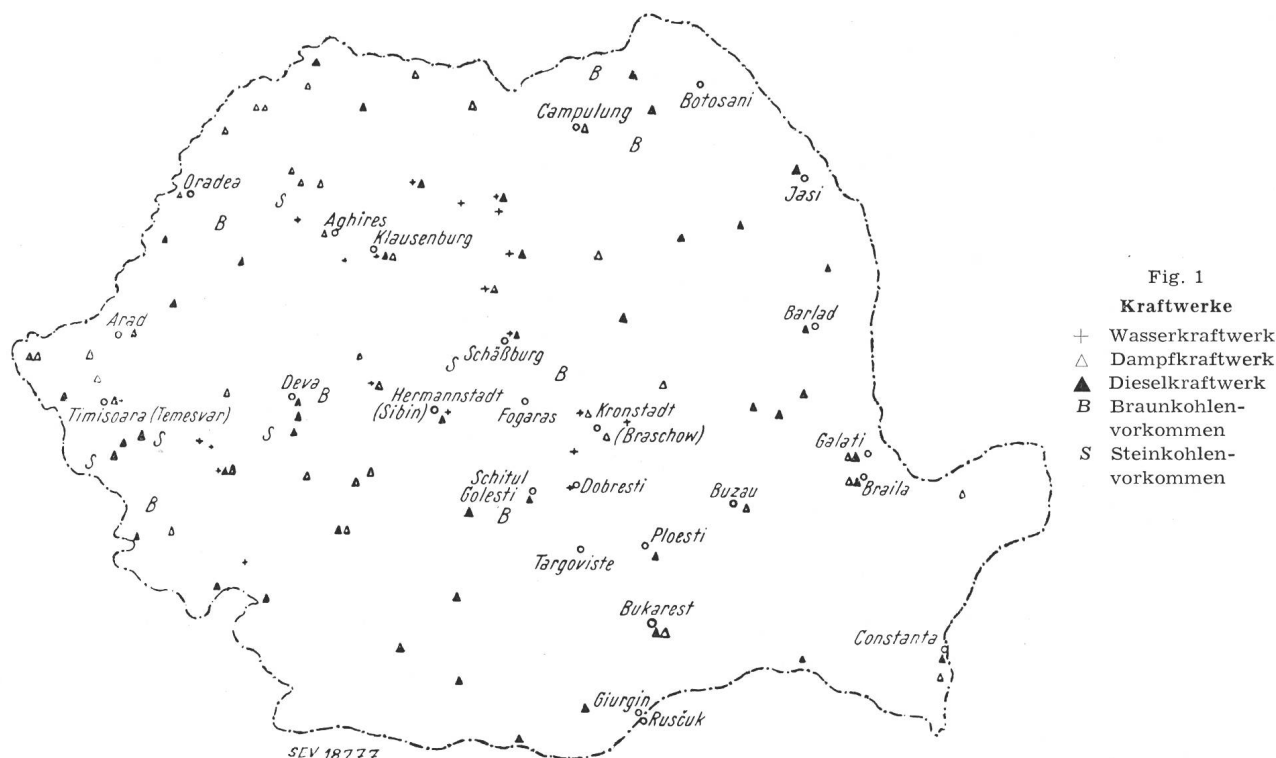 B
Botosani
Campulung
B
Jasi
Oradea
S
B
Aghires
Klausenburg
Fig. 1
Kraftwerke
+ Wasserkraftwerk
△ Dampfkraftwerk
▲ Dieselkraftwerk
B Braunkohlen-
vorkommen
S Steinkohlen-
vorkommen
Arad
Barlad
Schäßburg
S
B
Deva
B
Hermannstadt
(Sibin)
Fogaras
Kronstadt
(Braschow)
Timisoara (Temesvar)
S
S
S
Galati
Braila
Schitul
Golesti
B
Dobresti
Buzau
B
Ploesti
Targoviste
Bukarest
Constanta
Giurgin
Rusčuk
SEV 18777